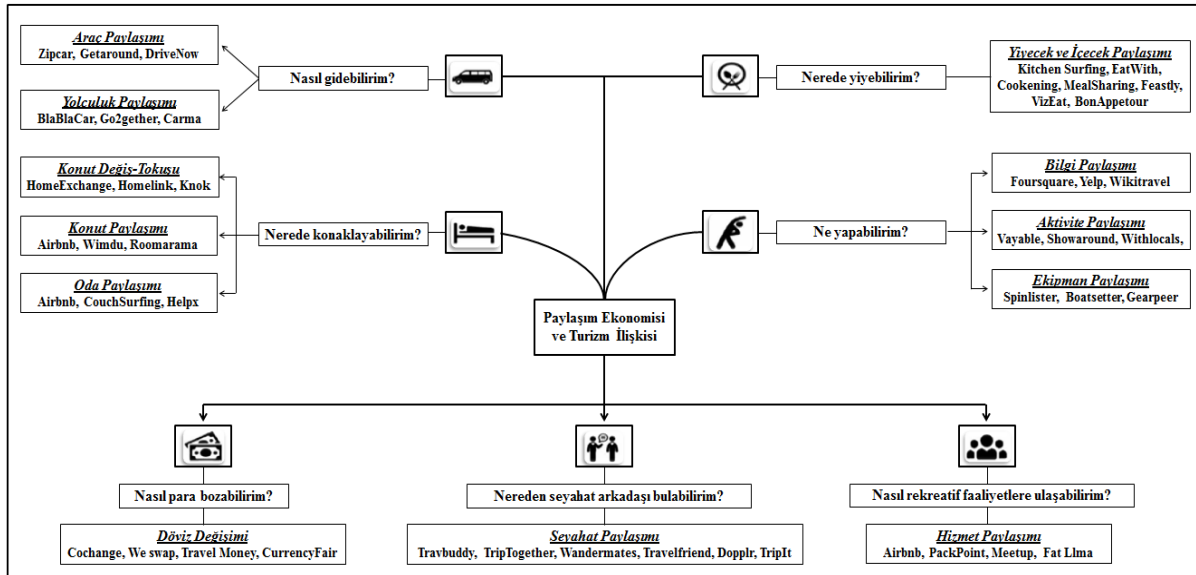 Araç Paylaşımı
Zipcar, Getaround, DriveNow
Nasıl gidebilirim?
Yolculuk Paylaşımı
BlaBlaCar, Go2gether, Carma
Nerede yiyebilirim?
Yiyecek ve İçecek Paylaşımı
Kitchen Surfing, EatWith,
Cookening, MealSharing, Feastly,
VizEat, BonAppetour
Konut Değiş-Tokuşu
HomeExchange, Homelink, Knok
Konut Paylaşımı
Airbnb, Wimdu, Roomarama
Nerede konaklayabilirim?
Oda Paylaşımı
Airbnb, CouchSurfing, Helpx
Ne yapabilirim?
Bilgi Paylaşımı
Foursquare, Yelp, Wikitravel
Aktivite Paylaşımı
Vayable, Showaround, Withlocals,
Ekipman Paylaşımı
Spinlister, Boatsetter, Gearpeer
Paylaşım Ekonomisi
ve Turizm İlişkisi
Nasıl para bozabilirim?
Döviz Değişimi
Cochange, We swap, Travel Money, CurrencyFair
Nereden seyahat arkadaşı bulabilirim?
Seyahat Paylaşımı
Travbuddy, TripTogether, Wandermates, Travelfriend, Dopplr, TripIt
Nasıl rekreatif faaliyetlere ulaşabilirim?
Hizmet Paylaşımı
Airbnb, PackPoint, Meetup, Fat Llma